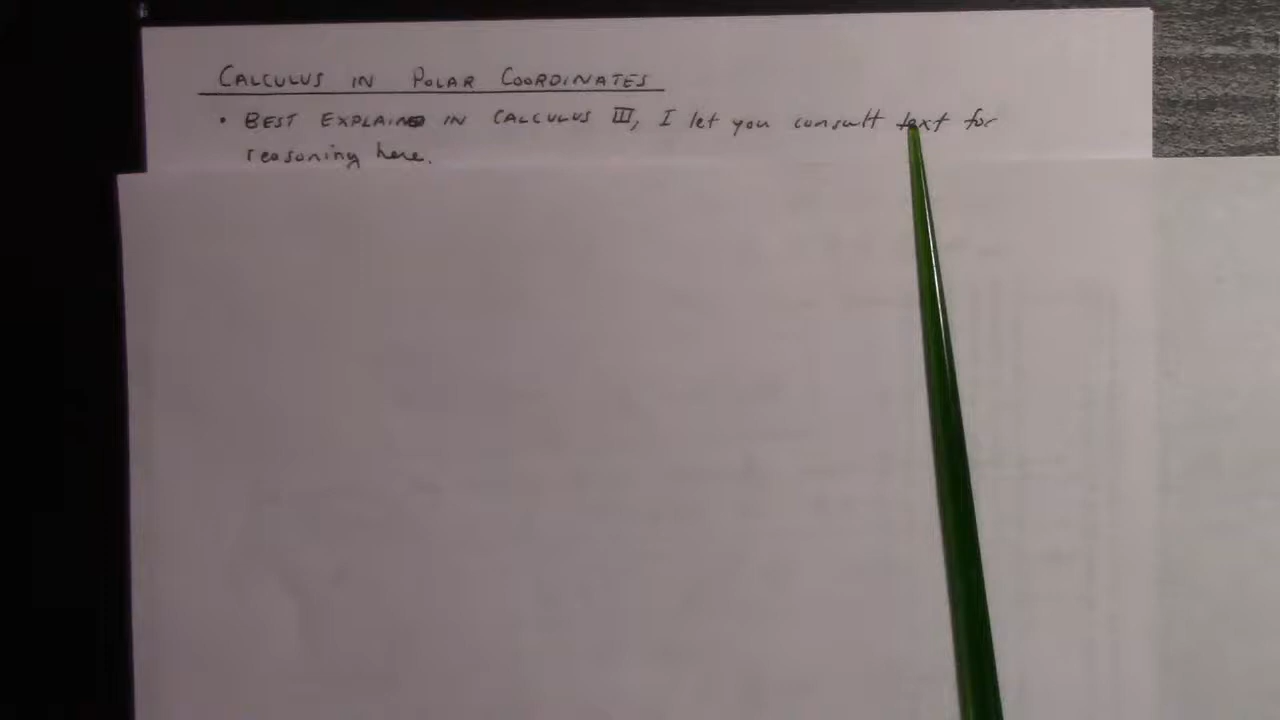 CALCULUS IN POLAR COORDINATES
• BEST EXPLAINED IN CALCULUS III, I let you consult text for
reasoning here.